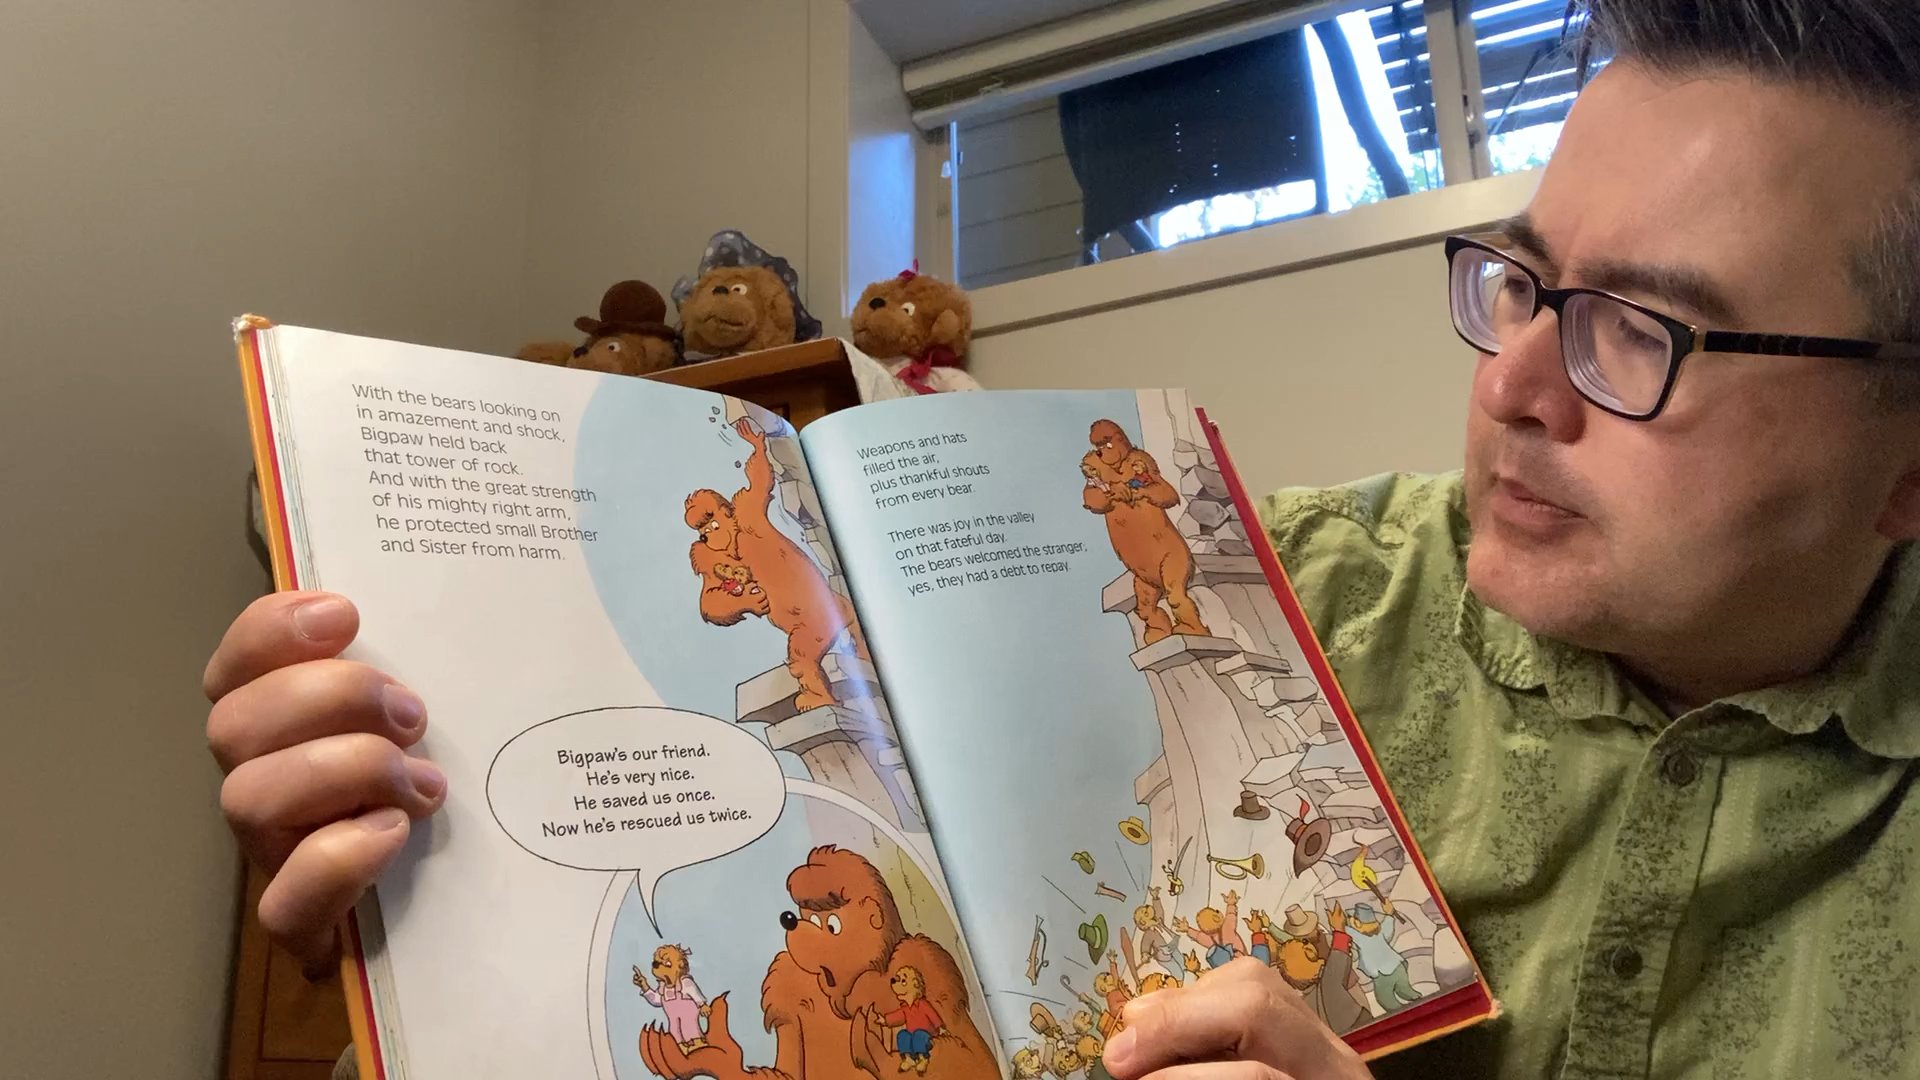 With the bears looking on
in amazement and shock,
Bigpaw held back
that tower of rock.
And with the great strength
of his mighty right arm,
he protected small Brother
and Sister from harm.
Bigpaw's our friend.
He's very nice.
He saved us once.
Now he's rescued us twice.
Weapons and hats
filled the air,
plus thankful shouts
from every bear.
There was joy in the valley
on that fateful day.
The bears welcomed the stranger;
yes, they had a debt to repay.